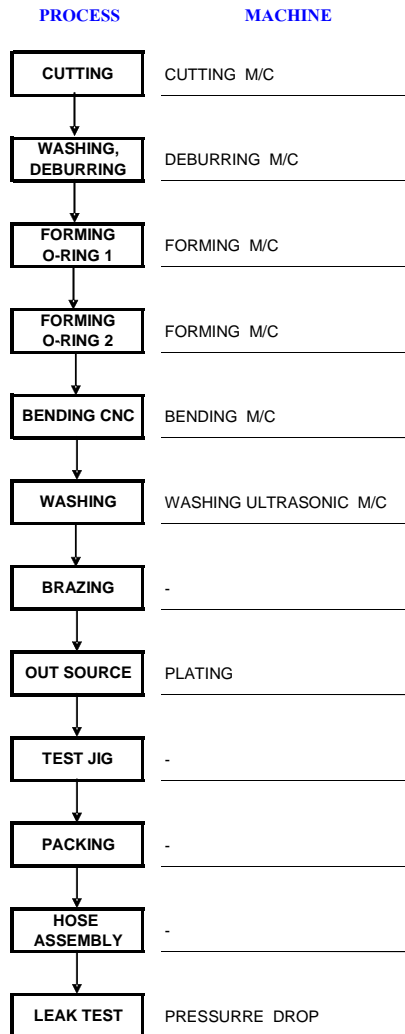 PROCESS MACHINE
CUTTING CUTTING M/C
WASHING,
DEBURRING DEBURRING M/C
FORMING
O-RING 1 FORMING M/C
FORMING
O-RING 2 FORMING M/C
BENDING CNC BENDING M/C
WASHING WASHING ULTRASONIC M/C
BRAZING -
OUT SOURCE PLATING
TEST JIG -
PACKING -
HOSE
ASSEMBLY -
LEAK TEST PRESSURRE DROP